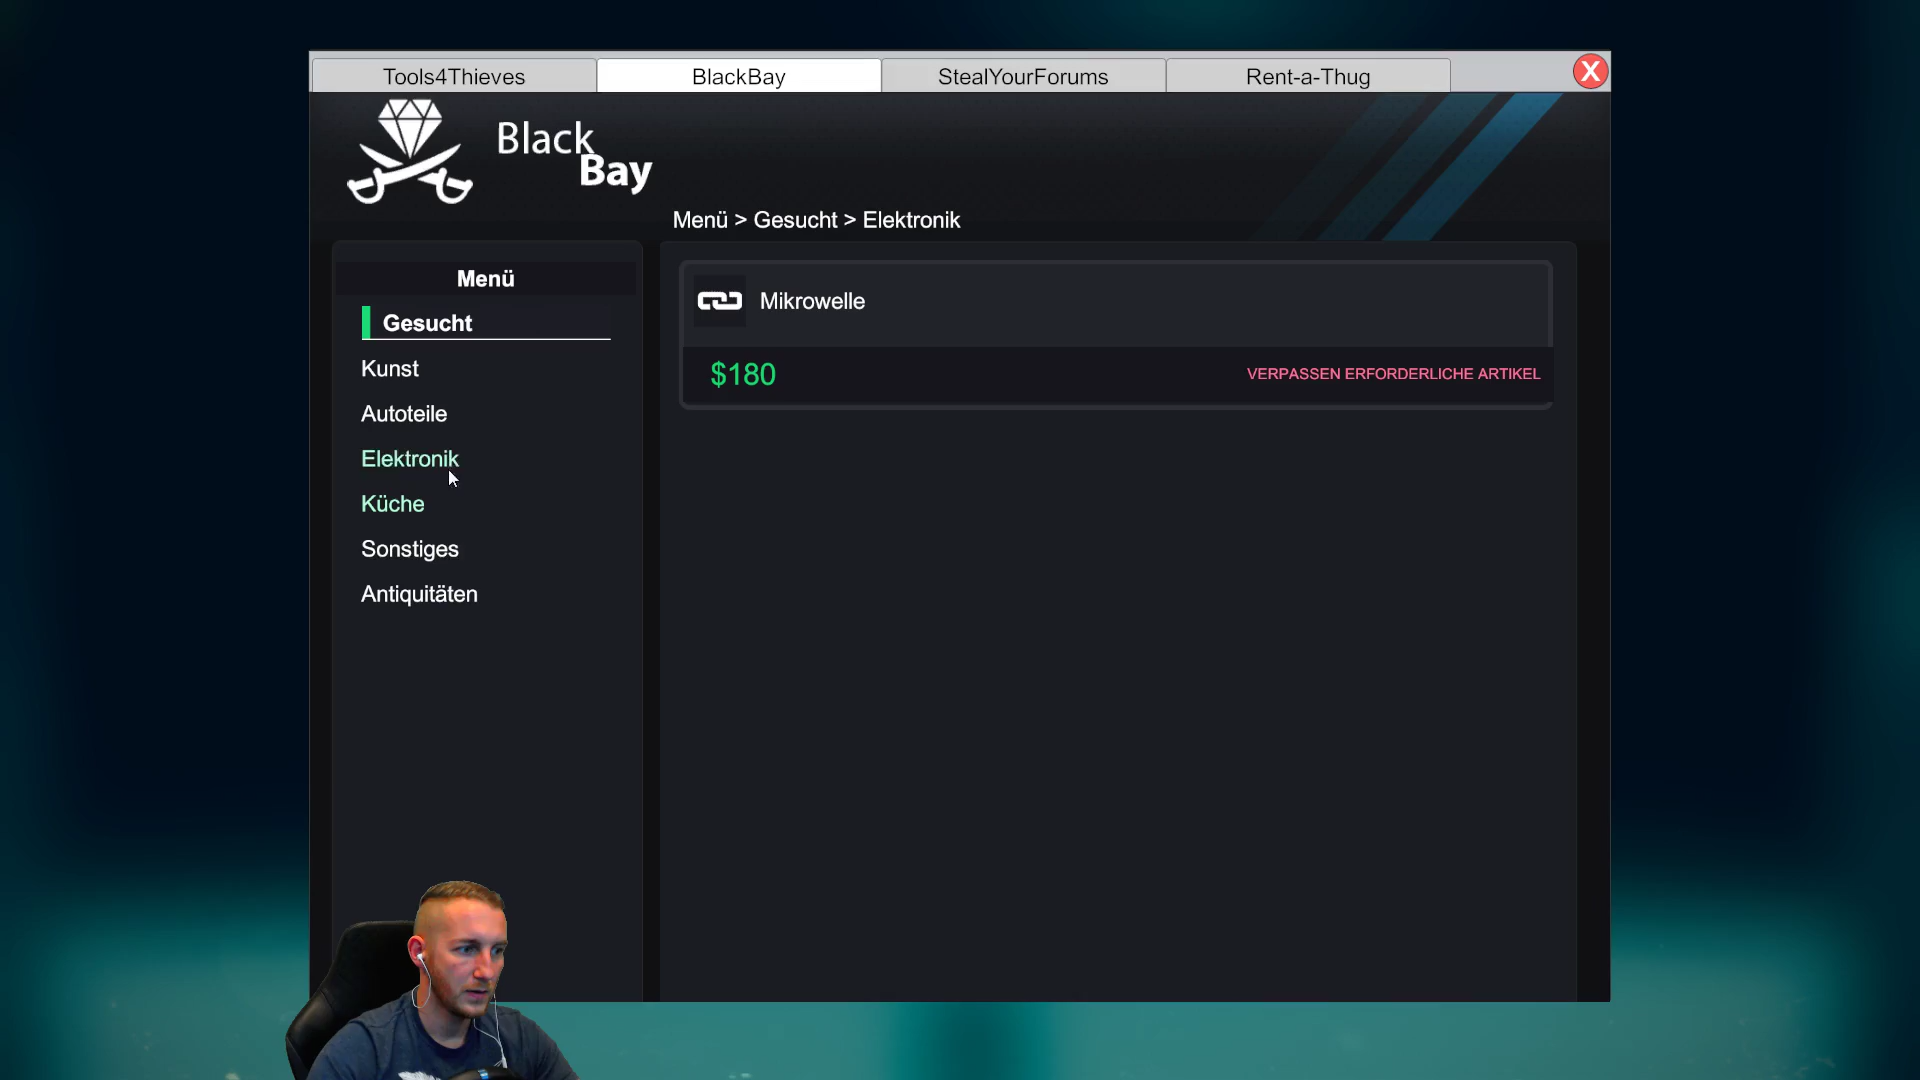 Tools4Thieves
BlackBay
StealYourForums
Rent-a-Thug
X
Black
Bay
Menü > Gesucht > Elektronik
Menü
Gesucht
Kunst
Autoteile
Elektronik
Küche
Sonstiges
Antiquitäten
Mikrowelle
$180
VERPASSEN ERFORDERLICHE ARTIKEL